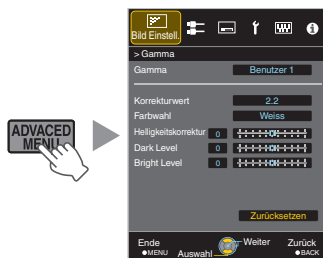 Bild Einstell.
> Gamma
Gamma Benutzer 1
Korrekturwert 2.2
Farbwahl Weiss
Helligkeitskorrektur 0
Dark Level 0
Bright Level 0
ADVACED MENU
Zurücksetzen
Ende Weiter Zurück
●MENU Auswahl ●BACK